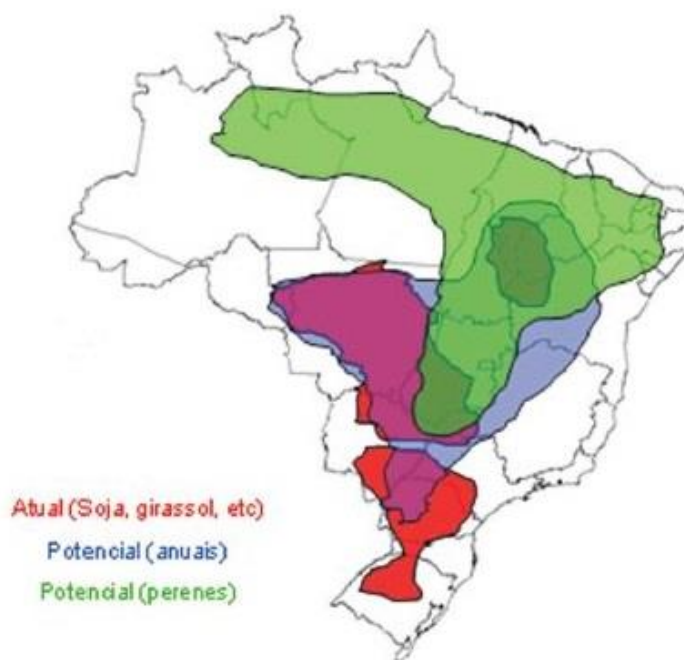 Atual (Soja, girassol, etc)
Potencial (anuais)
Potencial (perenes)